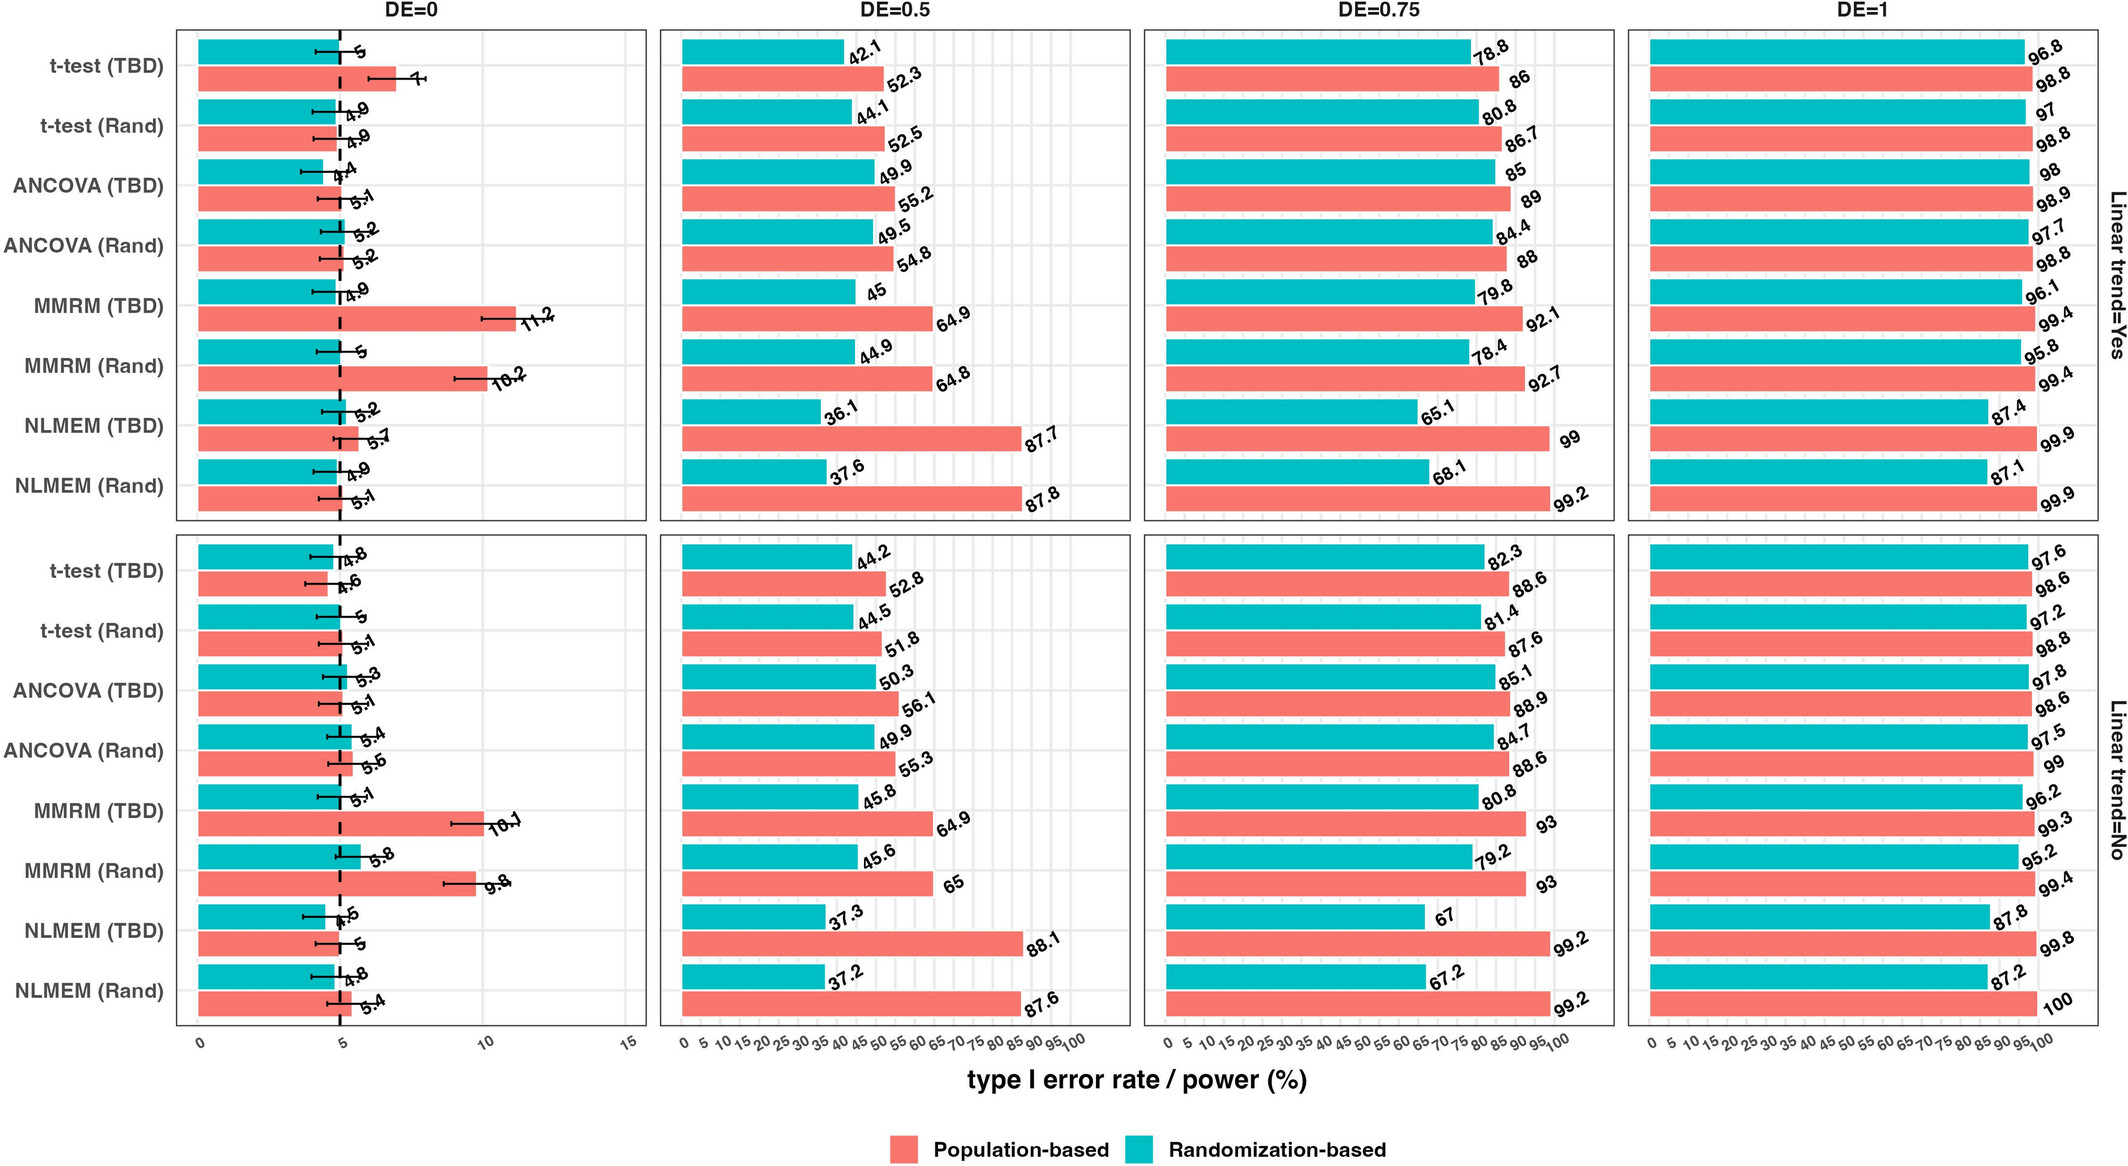 DE=0 DE=0.5 DE=0.75 DE=1
t-test (TBD) 5 42.1 78.8 96.8
7 52.3 86 98.8
t-test (Rand) 4.9 44.1 80.8 97
4.9 52.5 86.7 98.8
ANCOVA (TBD) 4.4 49.9 85 98
5.1 55.2 89 98.9
ANCOVA (Rand) 5.2 49.5 84.4 97.7
5.2 54.8 88 98.8
MMRM (TBD) 4.9 45 79.8 96.1
11.2 64.9 92.1 99.4
MMRM (Rand) 5 44.9 78.4 95.8
10.2 64.8 92.7 99.4
NLMEM (TBD) 5.2 36.1 65.1 87.4
5.7 87.7 99 99.9
NLMEM (Rand) 4.9 37.6 68.1 87.1
5.1 87.8 99.2 99.9
Linear trend=Yes
t-test (TBD) 4.8 44.2 82.3 97.6
4.6 52.8 88.6 98.6
t-test (Rand) 5 44.5 81.4 97.2
5.1 51.8 87.6 98.8
ANCOVA (TBD) 5.3 50.3 85.1 97.8
5.1 56.1 88.9 98.6
ANCOVA (Rand) 5.4 49.9 84.7 97.5
5.5 55.3 88.6 99
MMRM (TBD) 5.1 45.8 80.8 96.2
10.1 64.9 93 99.3
MMRM (Rand) 5.8 45.6 79.2 95.2
9.8 65 93 99.4
NLMEM (TBD) 4.5 37.3 67 87.8
5 88.1 99.2 99.8
NLMEM (Rand) 4.8 37.2 67.2 87.2
5.4 87.6 99.2 100
Linear trend=No
0 5 10 15
0 5 10 15 20 25 30 35 40 45 50 55 60 65 70 75 80 85 90 95 100
0 5 10 15 20 25 30 35 40 45 50 55 60 65 70 75 80 85 90 95 100
0 5 10 15 20 25 30 35 40 45 50 55 60 65 70 75 80 85 90 95 100
type I error rate / power (%)
Population-based Randomization-based